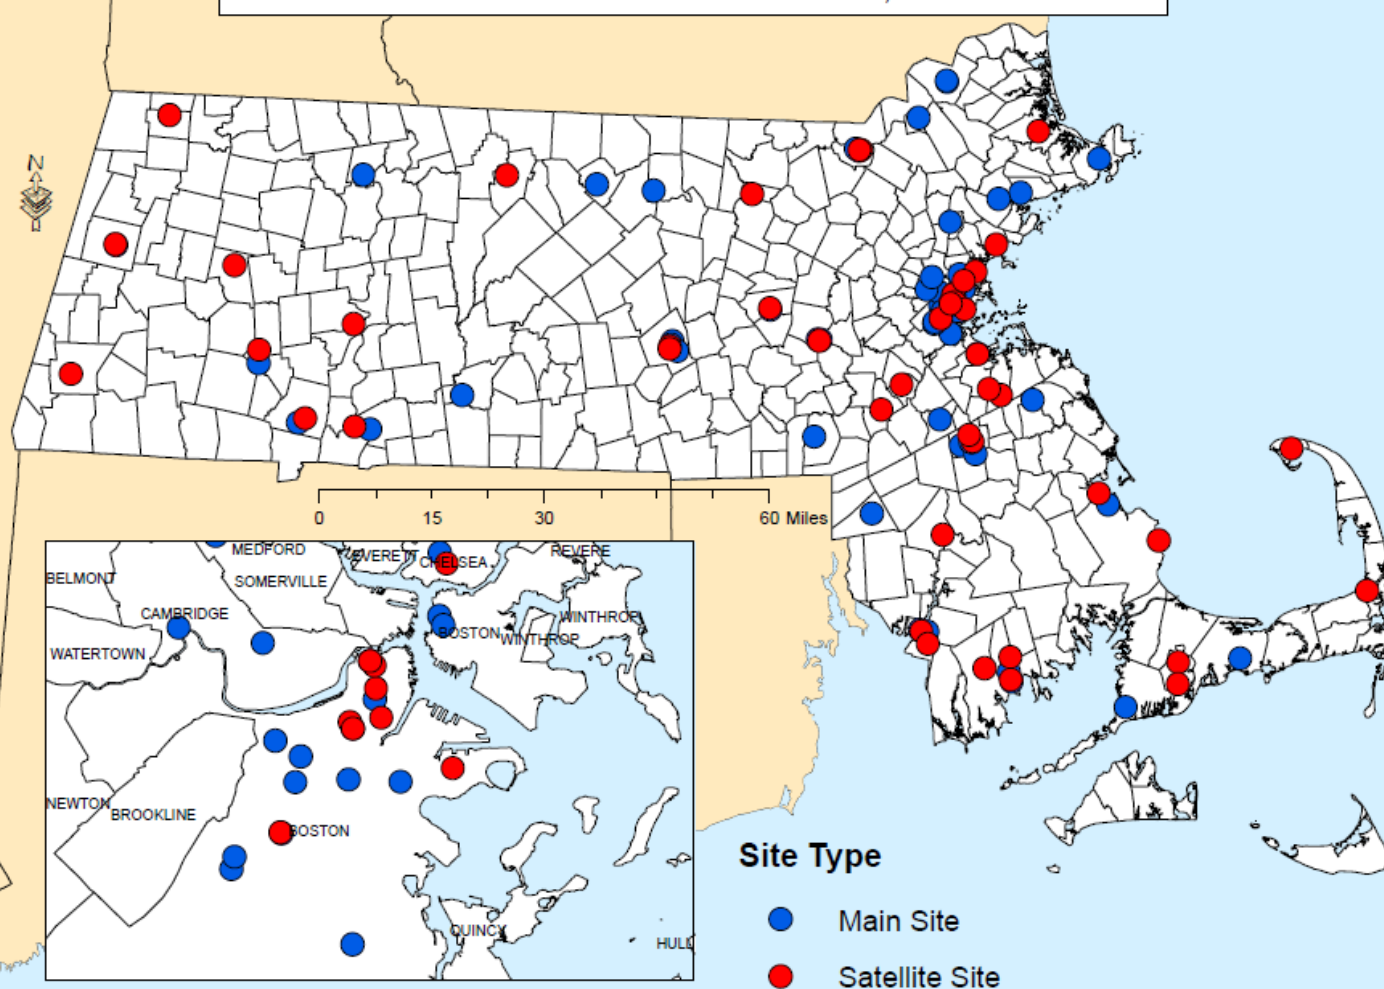 N
0 15 30 60 Miles
MEDFORD
EVERETT
REVERE
CHELSEA
BELMONT
SOMERVILLE
CAMBRIDGE
WINTHROP
BOSTON
WINTHROP
WATERTOWN
NEWTON
BROOKLINE
BOSTON
QUINCY
HULL
Site Type
Main Site
Satellite Site